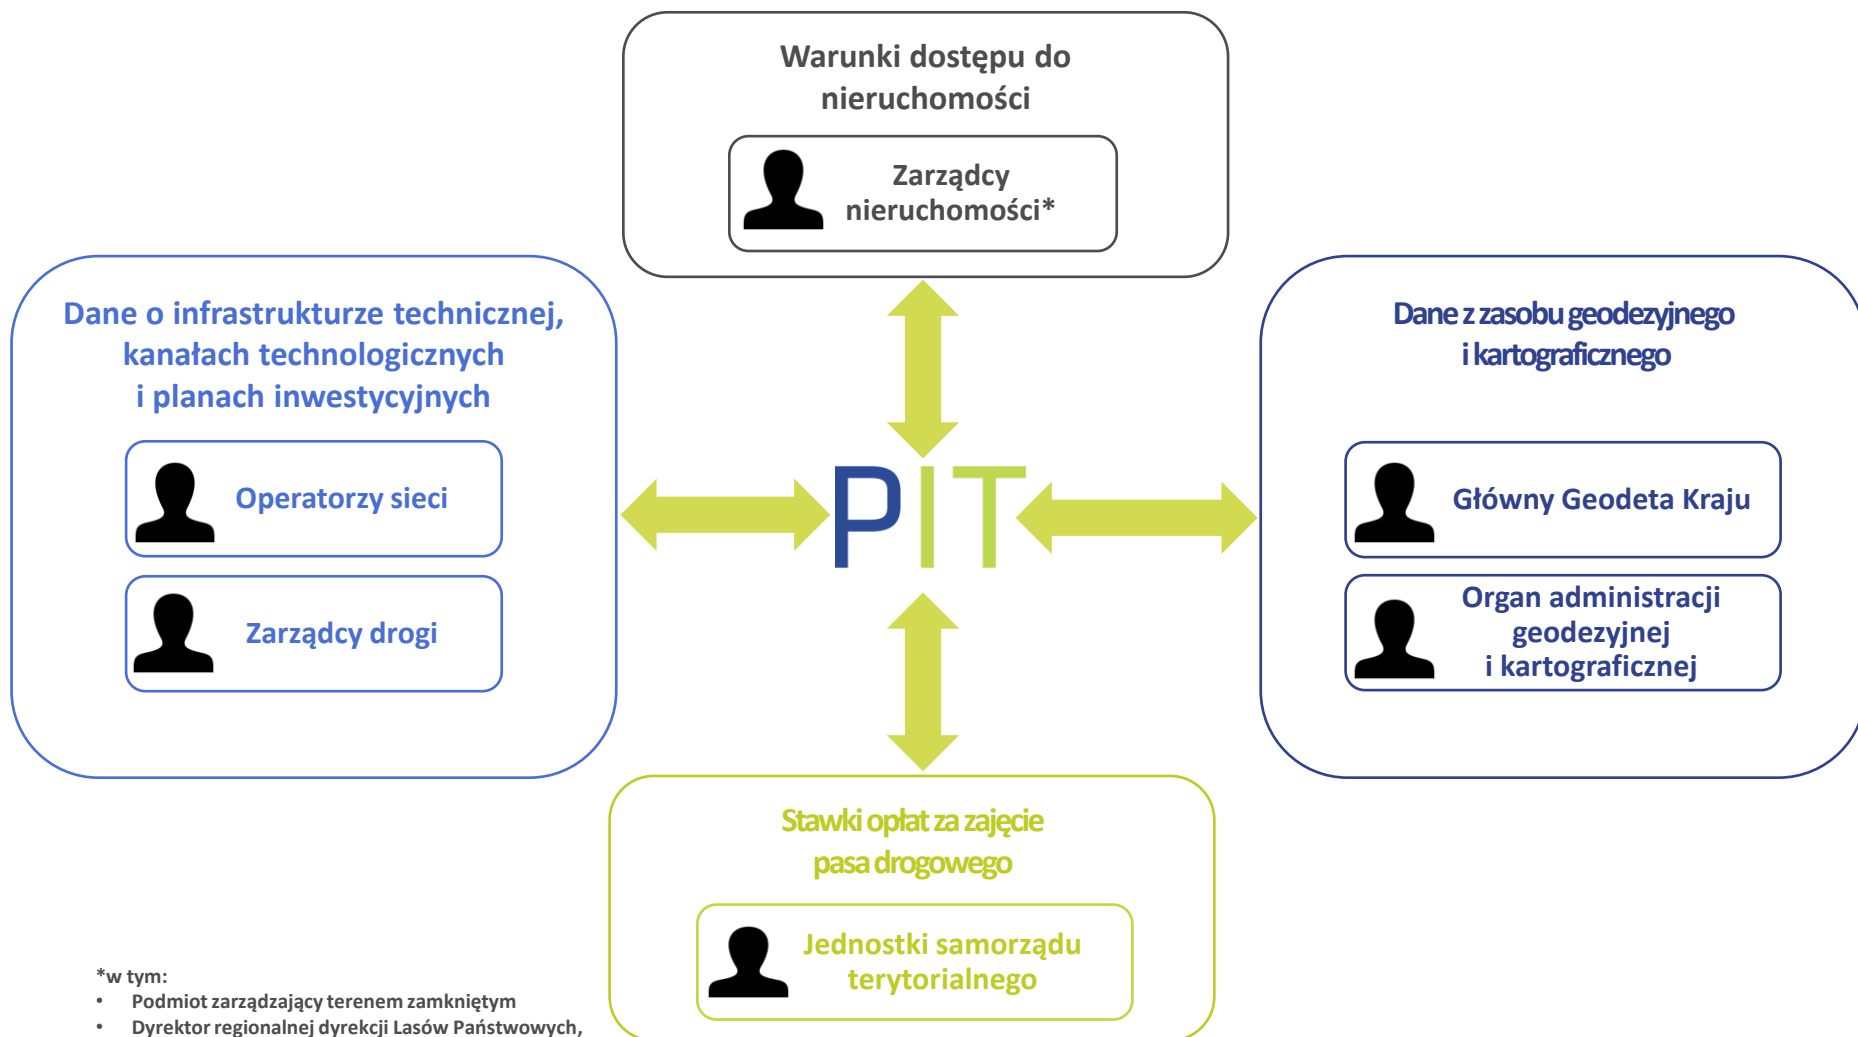 Warunki dostępu do
nieruchomości
Zarządcy
nieruchomości*
Dane o infrastrukturze technicznej,
kanałach technologicznych
i planach inwestycyjnych
Operatorzy sieci
Zarządcy drogi
PIT
Dane z zasobu geodezyjnego
i kartograficznego
Główny Geodeta Kraju
Organ administracji
geodezyjnej
i kartograficznej
Stawki opłat za zajęcie
pasa drogowego
Jednostki samorządu
terytorialnego
*w tym:
• Podmiot zarządzający terenem zamkniętym
• Dyrektor regionalnej dyrekcji Lasów Państwowych,